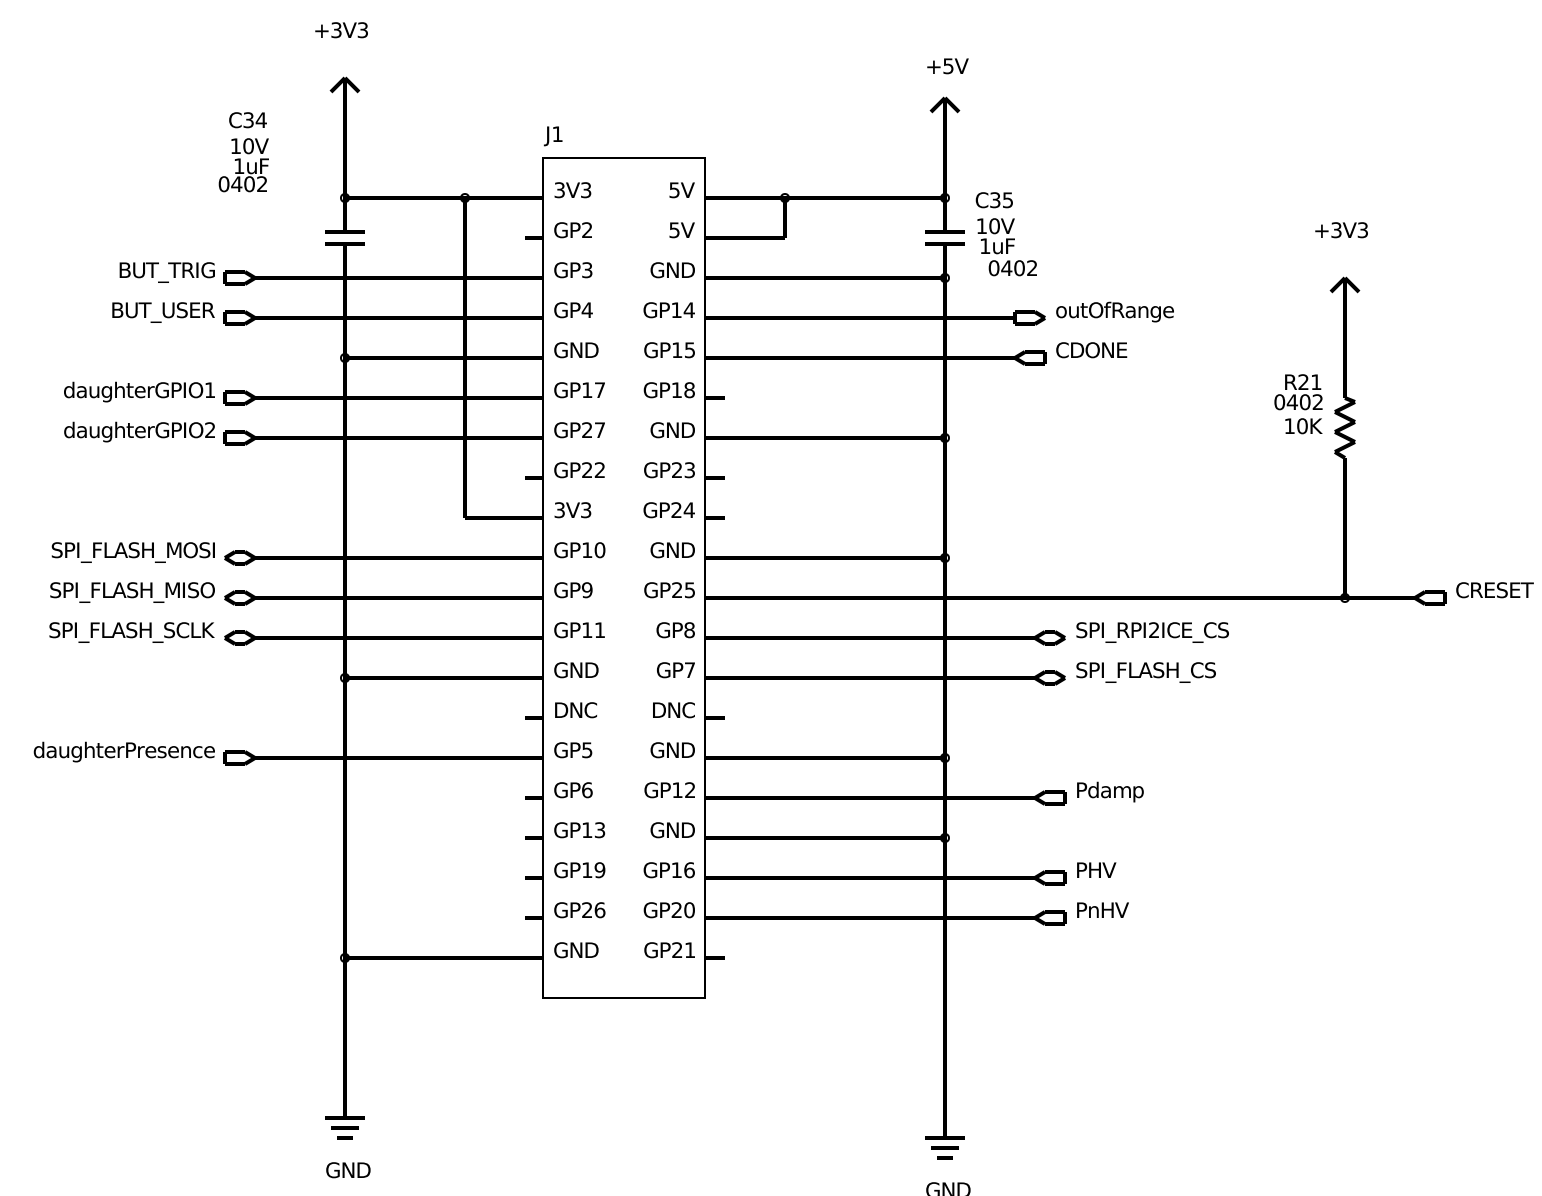 +3V3
+5V
C34
10V
1uF
0402
J1
3V3 5V
GP2 5V
C35
10V
1uF
0402
+3V3
BUT_TRIG GP3 GND
BUT_USER GP4 GP14 outOfRange
GND GP15 CDONE
daughterGPIO1 GP17 GP18
R21
0402
10K
daughterGPIO2 GP27 GND
GP22 GP23
3V3 GP24
SPI_FLASH_MOSI GP10 GND
SPI_FLASH_MISO GP9 GP25 CRESET
SPI_FLASH_SCLK GP11 GP8 SPI_RPI2ICE_CS
GND GP7 SPI_FLASH_CS
DNC DNC
daughterPresence GP5 GND
GP6 GP12 Pdamp
GP13 GND
GP19 GP16 PHV
GP26 GP20 PnHV
GND GP21
GND
GND